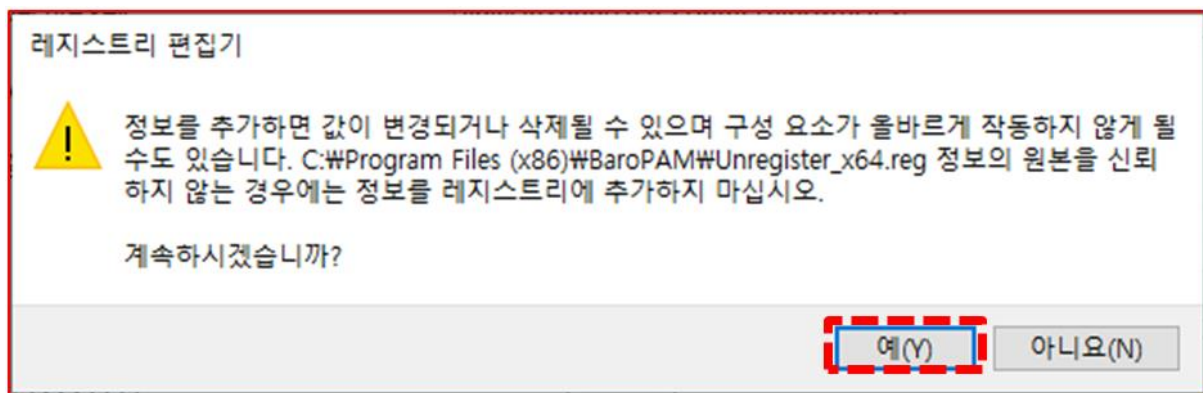 레지스트리 편집기
정보를 추가하면 값이 변경되거나 삭제될 수 있으며 구성 요소가 올바르게 작동하지 않게 될
수도 있습니다. C:₩Program Files (x86)₩BaroPAM₩Unregister_x64.reg 정보의 원본을 신뢰
하지 않는 경우에는 정보를 레지스트리에 추가하지 마십시오.
계속하시겠습니까?
예(Y)
아니요(N)